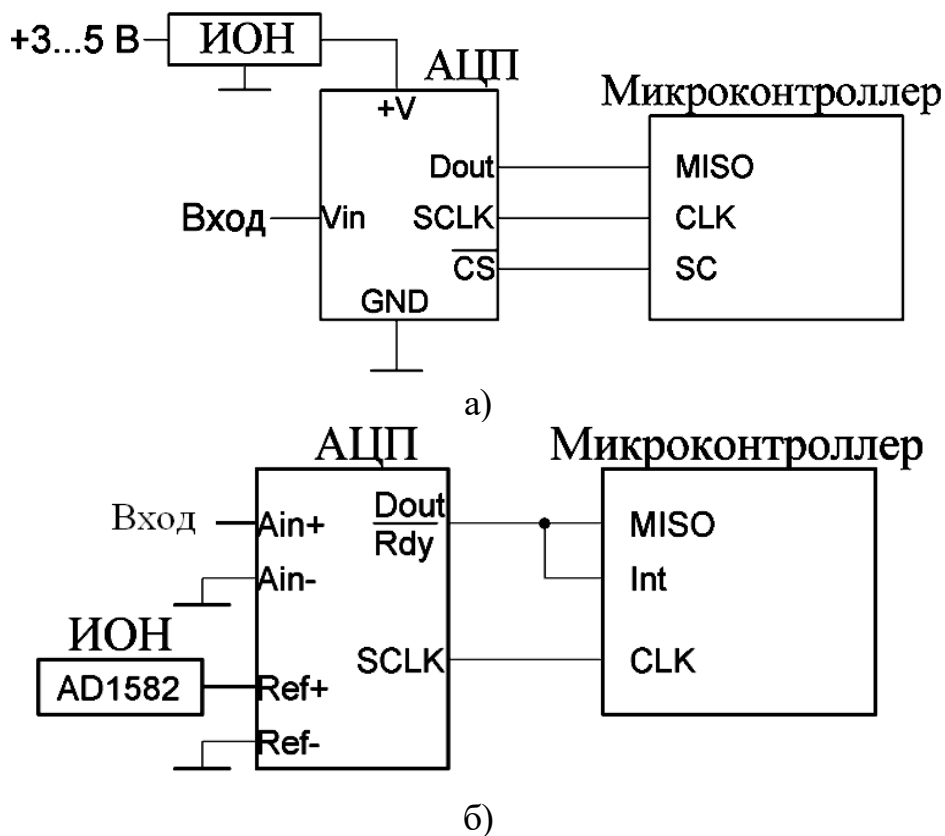 +3...5 В ИОН
АЦП
Микроконтроллер
+V
Dout MISO
Вход Vin SCLK CLK
CS SC
GND
а)
АЦП Микроконтроллер
Вход Ain+ Dout MISO
Rdy
Ain- Int
ИОН
SCLK CLK
AD1582 Ref+
Ref-
б)